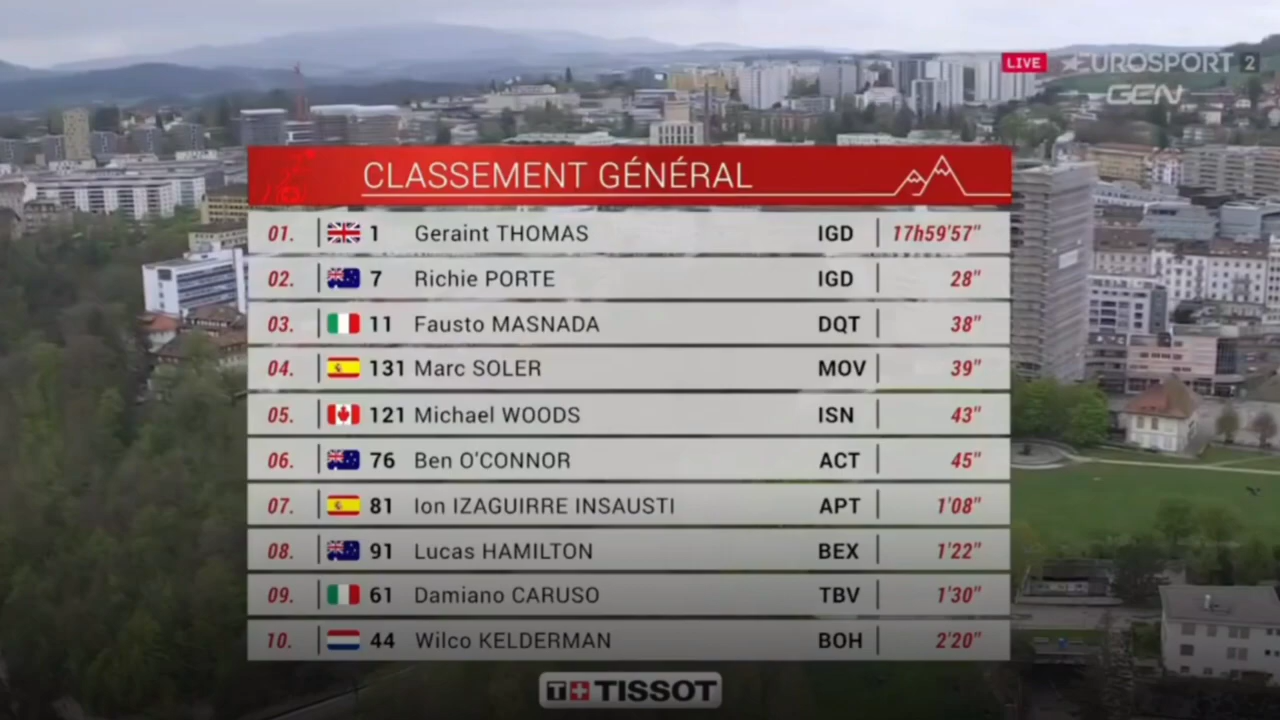 LIVE EUROSPORT 2
GEN
CLASSEMENT GÉNÉRAL
01. 1 Geraint THOMAS IGD 17h59'57"
02. 7 Richie PORTE IGD 28"
03. 11 Fausto MASNADA DQT 38"
04. 131 Marc SOLER MOV 39"
05. 121 Michael WOODS ISN 43"
06. 76 Ben O'CONNOR ACT 45"
07. 81 Ion IZAGUIRRE INSAUSTI APT 1'08"
08. 91 Lucas HAMILTON BEX 1'22"
09. 61 Damiano CARUSO TBV 1'30"
10. 44 Wilco KELDERMAN BOH 2'20"
T+ TISSOT